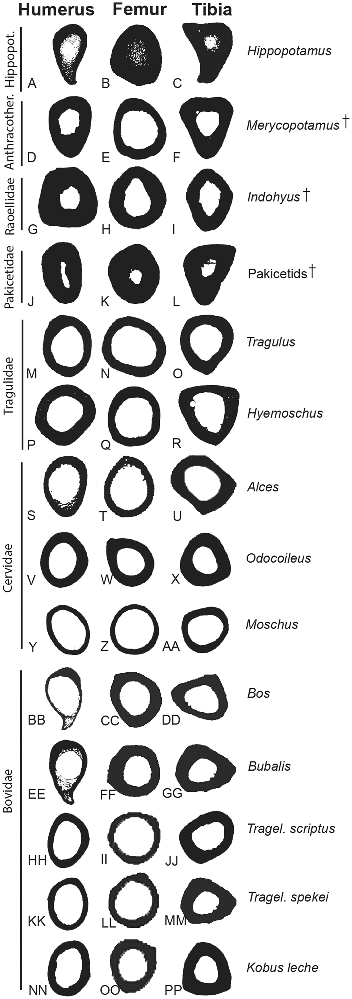 Humerus Femur Tibia
Hippopot.
A B C
Hippopotamus
Anthracother.
D E F
Merycopotamus†
Raoellidae
G H I
Indohyus†
Pakicetidae
J K L
Pakicetids†
Tragulidae
M N O
Tragulus
P Q R
Hyemoschus
Cervidae
S T U
Alces
V W X
Odocoileus
Y Z AA
Moschus
Bovidae
BB CC DD
Bos
EE FF GG
Bubalis
HH II JJ
Tragel. scriptus
KK LL MM
Tragel. spekei
NN OO PP
Kobus leche